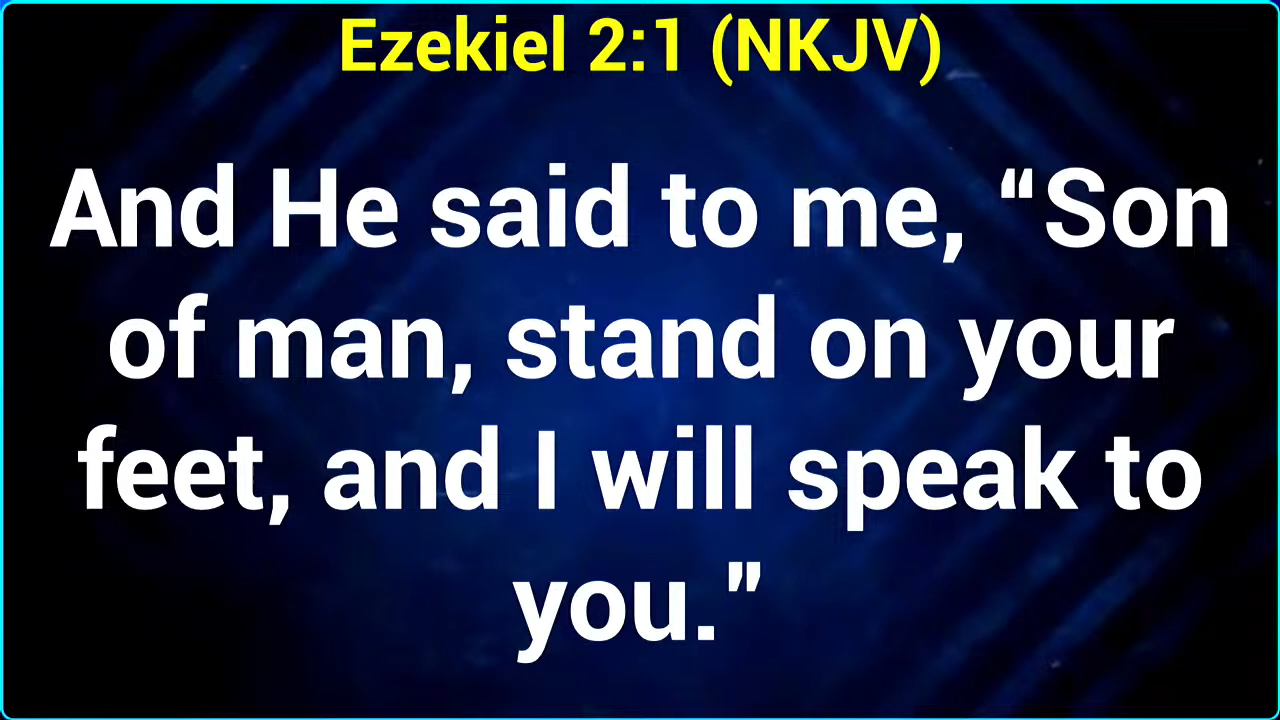 Ezekiel 2:1 (NKJV)
And He said to me, “Son
of man, stand on your
feet, and I will speak to
you.”